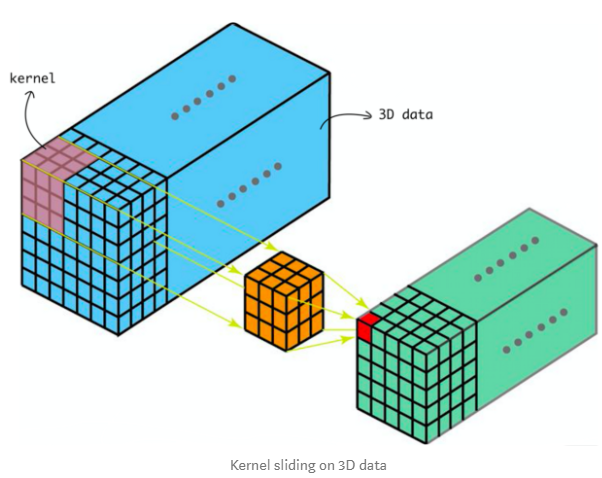 kernel
3D data
Kernel sliding on 3D data